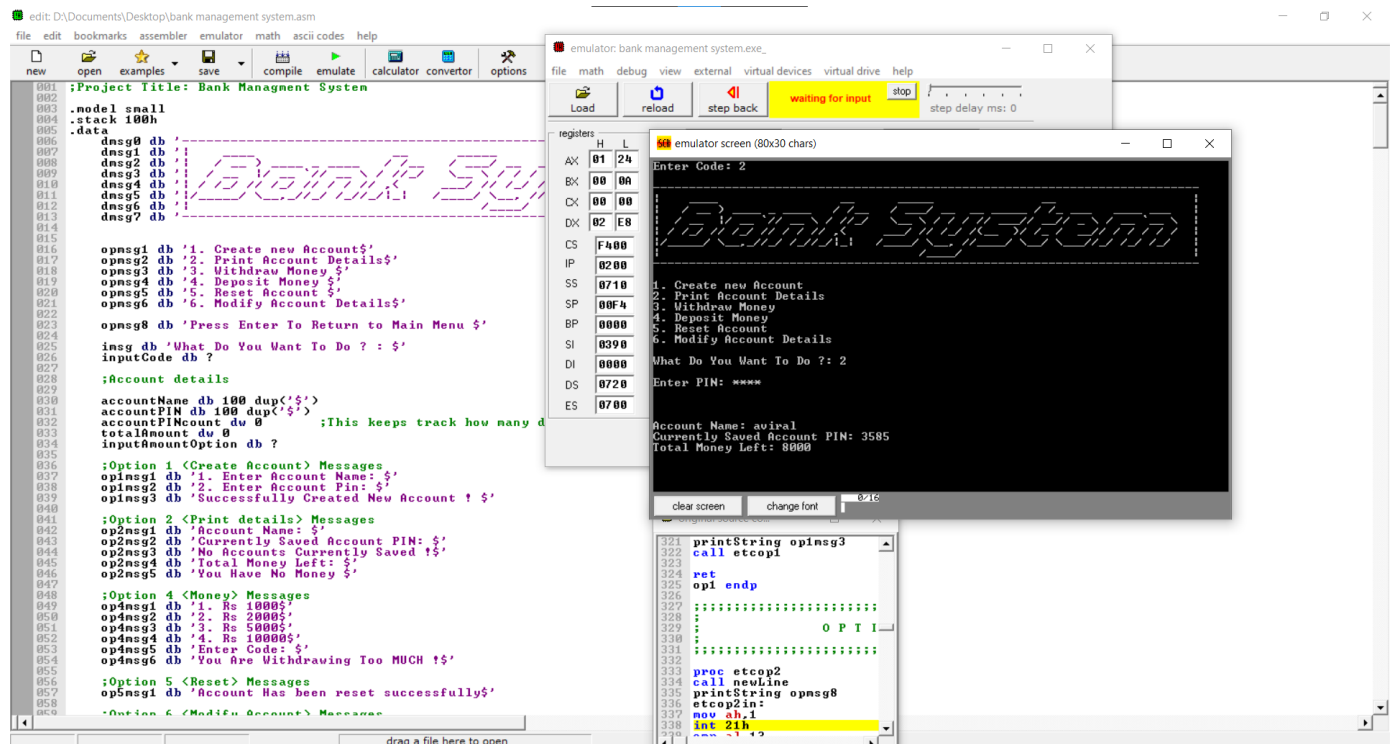 edit: D:\Documents\Desktop\bank management system.asm
file edit bookmarks assembler emulator math ascii codes help
new open examples save compile emulate calculator convertor options
001 ;Project Title: Bank Managment System
002
003 .model small
004 .stack 100h
005 .data
006 dmsg0 db '
007 dmsg1 db '
008 dmsg2 db '
009 dmsg3 db '
010 dmsg4 db '
011 dmsg5 db '
012 dmsg6 db '
013 dmsg7 db '
014
015
016 opmsg1 db '1. Create new Account$'
017 opmsg2 db '2. Print Account Details$'
018 opmsg3 db '3. Withdraw Money $'
019 opmsg4 db '4. Deposit Money $'
020 opmsg5 db '5. Reset Account $'
021 opmsg6 db '6. Modify Account Details$'
022
023 opmsg8 db 'Press Enter To Return to Main Menu $'
024
025 imsg db 'What Do You Want To Do ? : $'
026 inputCode db ?
027
028 ;Account details
029
030 accountName db 100 dup('$')
031 accountPIN db 100 dup('$')
032 accountPINcount dw 0 ;This keeps track how many d
033 totalAmount dw 0
034 inputAmountOption db ?
035
036 ;Option 1 (Create Account) Messages
037 op1msg1 db '1. Enter Account Name: $'
038 op1msg2 db '2. Enter Account Pin: $'
039 op1msg3 db 'Successfully Created New Account ! $'
040
041 ;Option 2 (Print details) Messages
042 op2msg1 db 'Account Name: $'
043 op2msg2 db 'Currently Saved Account PIN: $'
044 op2msg3 db 'No Accounts Currently Saved !$'
045 op2msg4 db 'Total Money Left: $'
046 op2msg5 db 'You Have No Money $'
047
048 ;Option 4 (Money) Messages
049 op4msg1 db '1. Rs 1000$'
050 op4msg2 db '2. Rs 2000$'
051 op4msg3 db '3. Rs 5000$'
052 op4msg4 db '4. Rs 10000$'
053 op4msg5 db 'Enter Code: $'
054 op4msg6 db 'You Are Withdrawing Too MUCH !$'
055
056 ;Option 5 (Reset) Messages
057 op5msg1 db 'Account Has been reset successfully$'
058
059 ;Option 6 (Modify Account) Messages
drag a file here to open
emulator: bank management system.exe_
file math debug view external virtual devices virtual drive help
Load reload step back waiting for input stop step delay ms: 0
registers
H L
AX 01 24
BX 00 0A
CX 00 00
DX 02 E8
CS F400
IP 0200
SS 0710
SP 00F4
BP 0000
SI 0390
DI 0000
DS 0720
ES 0700
emulator screen (80x30 chars)
Enter Code: 2
Bank System
1. Create new Account
2. Print Account Details
3. Withdraw Money
4. Deposit Money
5. Reset Account
6. Modify Account Details
What Do You Want To Do ?: 2
Enter PIN: ****
Account Name: aviral
Currently Saved Account PIN: 3585
Total Money Left: 8000
clear screen change font 0/16
321 printString op1msg3
322 call etcop1
323
324 ret
325 op1 endp
326
327 ;;;;;;;;;;;;;;;;;;;;;;;
328 ;
329 ; O P T I
330 ;
331 ;;;;;;;;;;;;;;;;;;;;;;;
332
333 proc etcop2
334 call newLine
335 printString opmsg8
336 etcop2in:
337 mov ah,1
338 int 21h